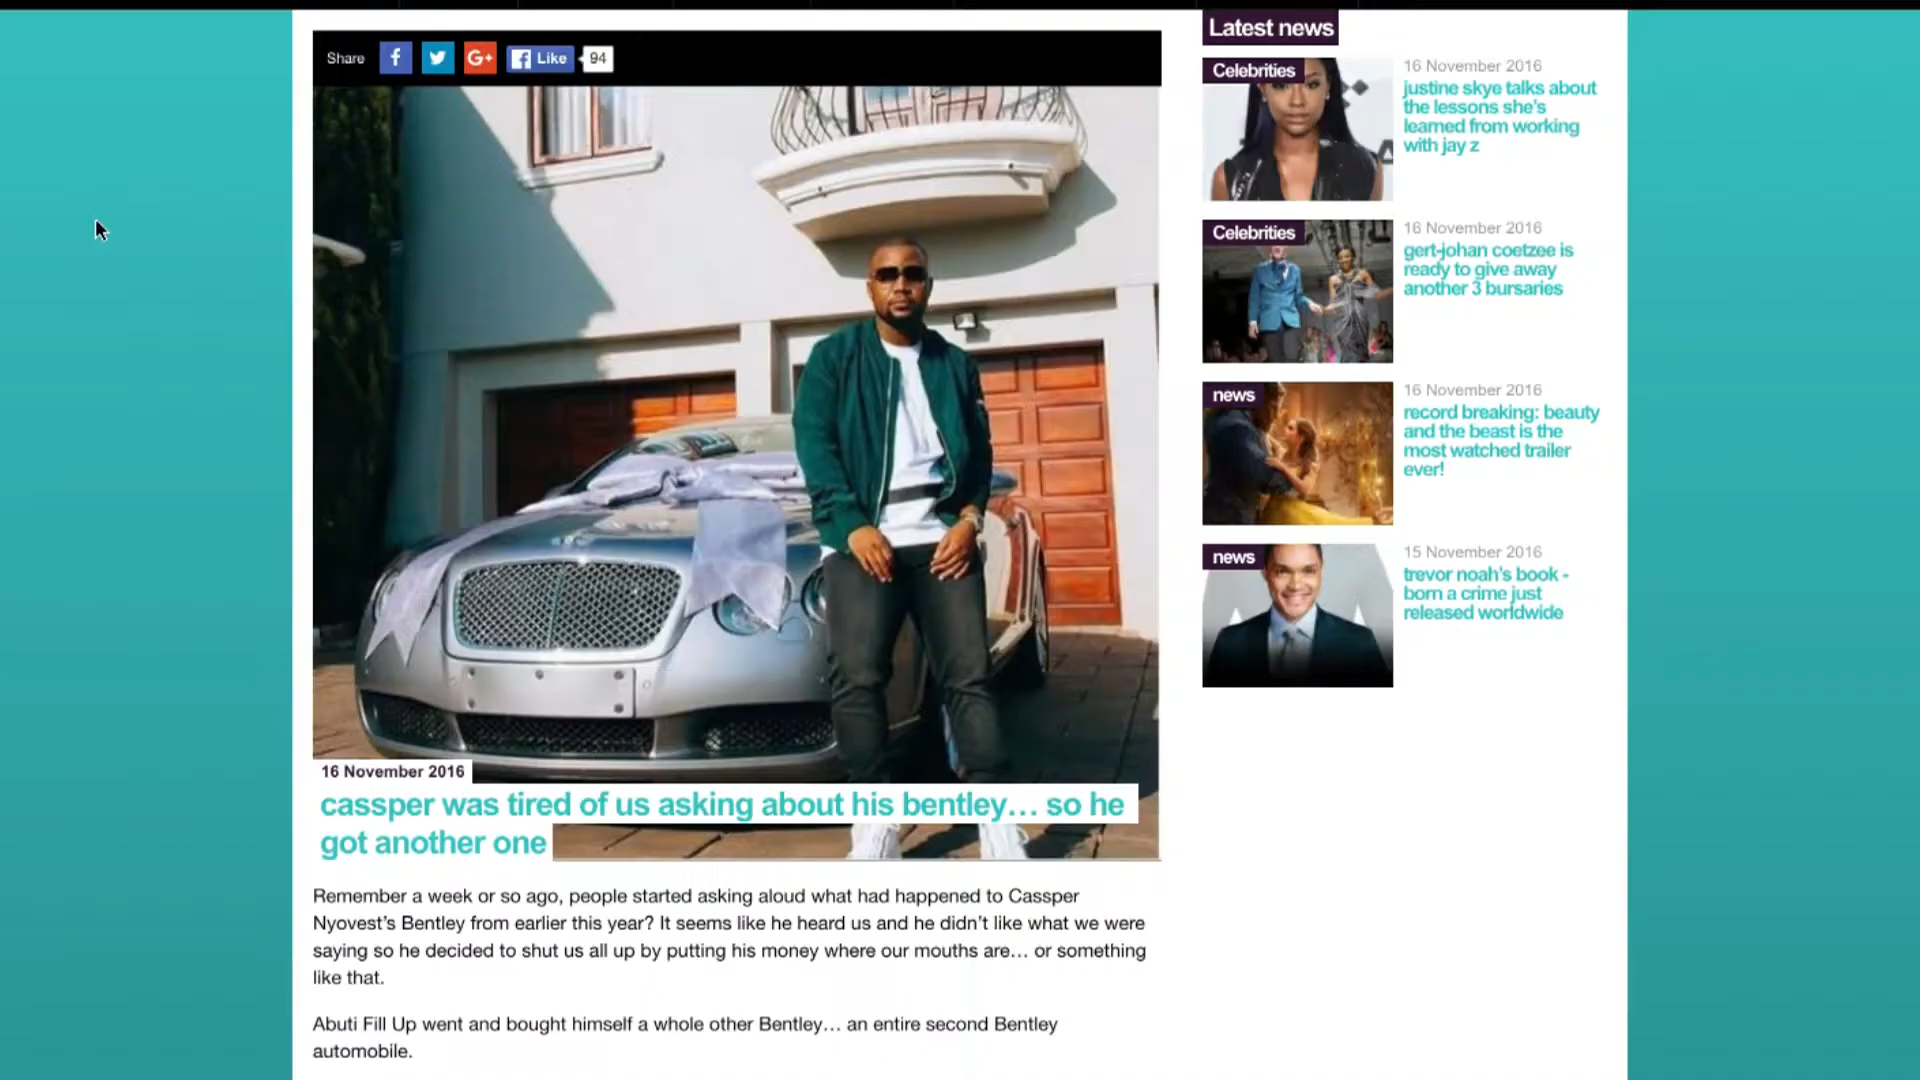 Share
f
G+
Like
94
16 November 2016
cassper was tired of us asking about his bentley… so he
got another one
Remember a week or so ago, people started asking aloud what had happened to Cassper
Nyovest’s Bentley from earlier this year? It seems like he heard us and he didn’t like what we were
saying so he decided to shut us all up by putting his money where our mouths are… or something
like that.
Abuti Fill Up went and bought himself a whole other Bentley… an entire second Bentley
automobile.
Latest news
Celebrities
16 November 2016
justine skye talks about
the lessons she’s
learned from working
with jay z
Celebrities
16 November 2016
gert-johan coetzee is
ready to give away
another 3 bursaries
news
16 November 2016
record breaking: beauty
and the beast is the
most watched trailer
ever!
news
15 November 2016
trevor noah’s book -
born a crime just
released worldwide